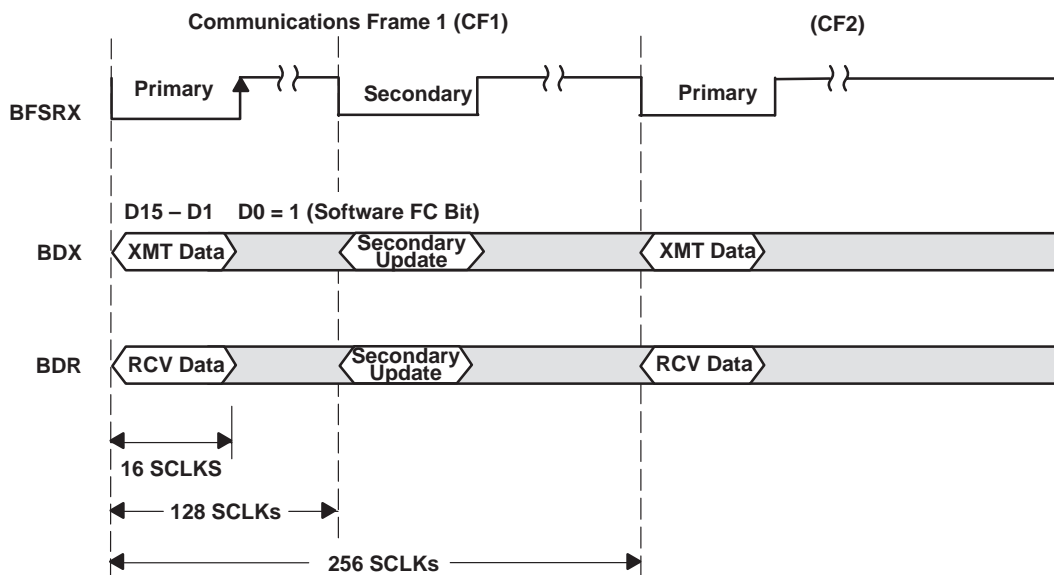 Communications Frame 1 (CF1)
(CF2)
BFSRX
Primary
Secondary
Primary
D15 – D1 D0 = 1 (Software FC Bit)
BDX
XMT Data
Secondary
Update
XMT Data
BDR
RCV Data
Secondary
Update
RCV Data
16 SCLKS
128 SCLKs
256 SCLKs